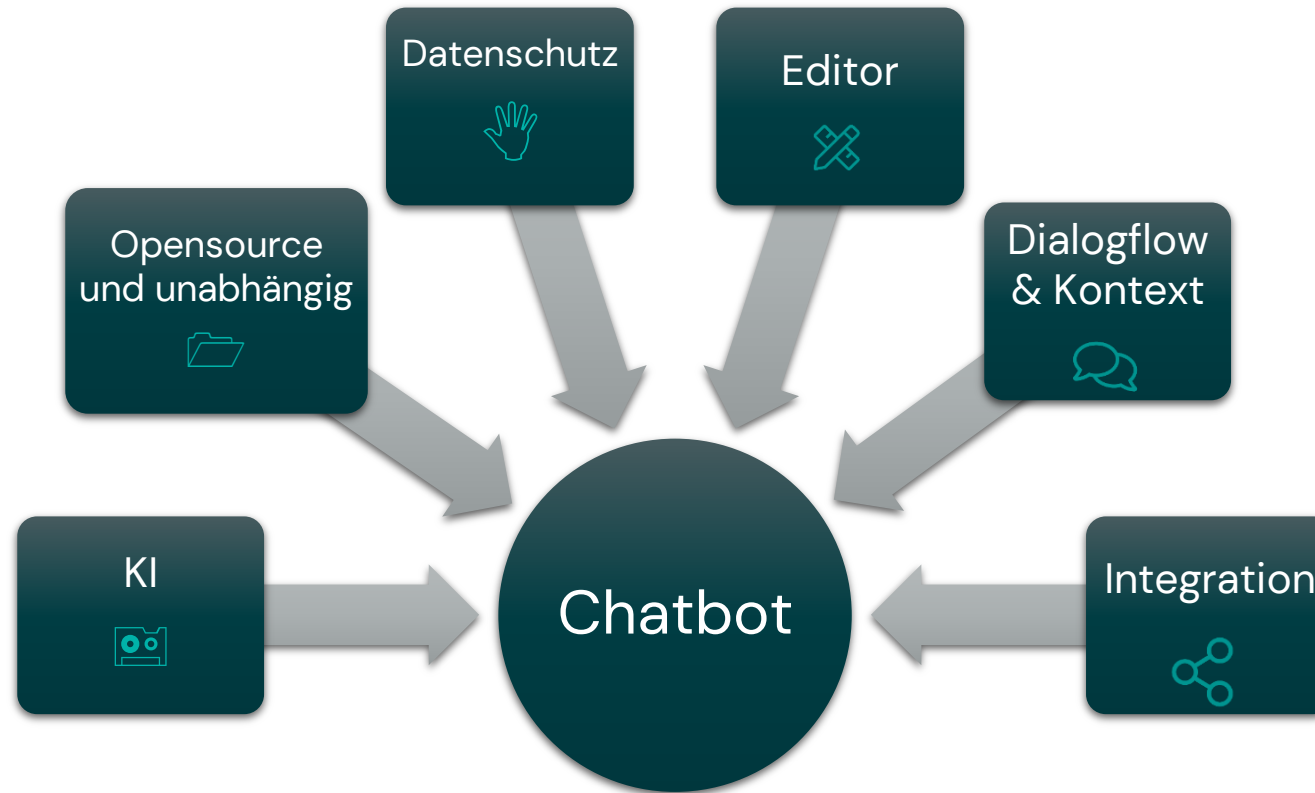 Datenschutz
Editor
Opensource
und unabhängig
Dialogflow
& Kontext
KI
Chatbot
Integration